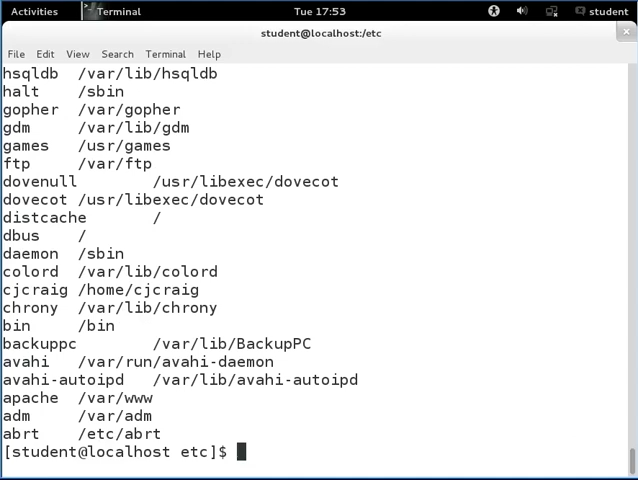 Activities Terminal Tue 17:53 student
student@localhost:/etc
File Edit View Search Terminal Help
hsqldb /var/lib/hsqldb
halt /sbin
gopher /var/gopher
gdm /var/lib/gdm
games /usr/games
ftp /var/ftp
dovenull /usr/libexec/dovecot
dovecot /usr/libexec/dovecot
distcache /
dbus /
daemon /sbin
colord /var/lib/colord
cjcraig /home/cjcraig
chrony /var/lib/chrony
bin /bin
backuppc /var/lib/BackupPC
avahi /var/run/avahi-daemon
avahi-autoipd /var/lib/avahi-autoipd
apache /var/www
adm /var/adm
abrt /etc/abrt
[student@localhost etc]$